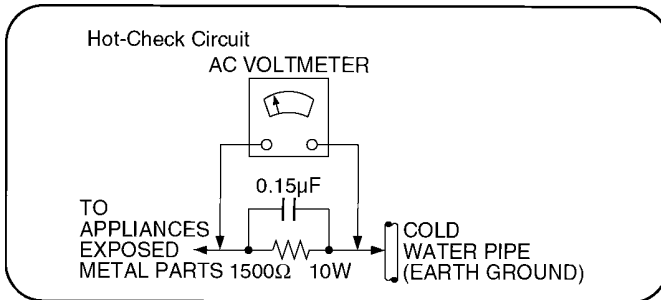 Hot-Check Circuit
AC VOLTMETER
0.15µF
TO
APPLIANCES
EXPOSED
METAL PARTS
1500Ω 10W
COLD
WATER PIPE
(EARTH GROUND)